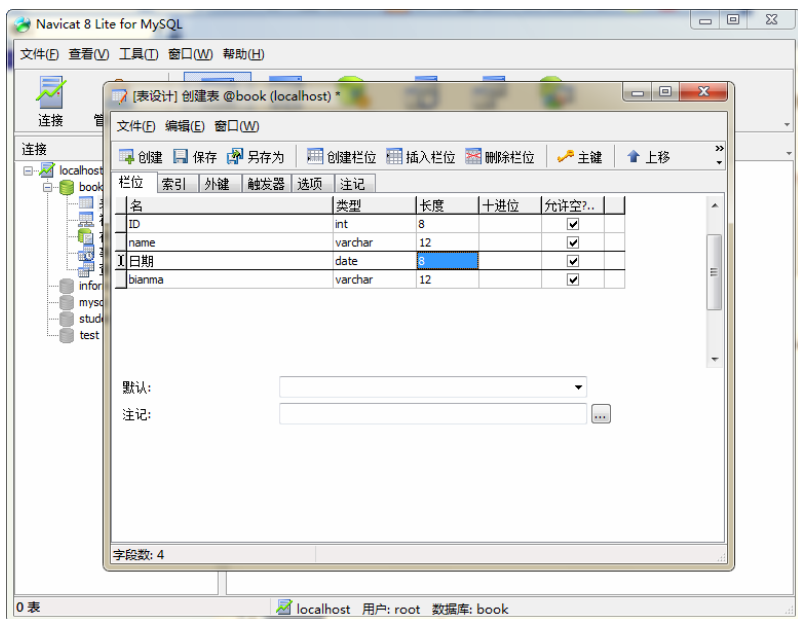 Navicat 8 Lite for MySQL
文件(F) 查看(V) 工具(T) 窗口(W) 帮助(H)
[表设计] 创建表 @book (localhost) *
连接 管
文件(F) 编辑(E) 窗口(W)
连接
创建 保存 另存为 创建栏位 插入栏位 删除栏位 主键 上移 »
localhost
栏位 索引 外键 触发器 选项 注记
book
名 类型 长度 十进位 允许空?..
ID int 8
name varchar 12
日期 date 8
bianma varchar 12
infor
mysq
stude
test
默认:
注记:
...
字段数: 4
0 表 localhost 用户: root 数据库: book